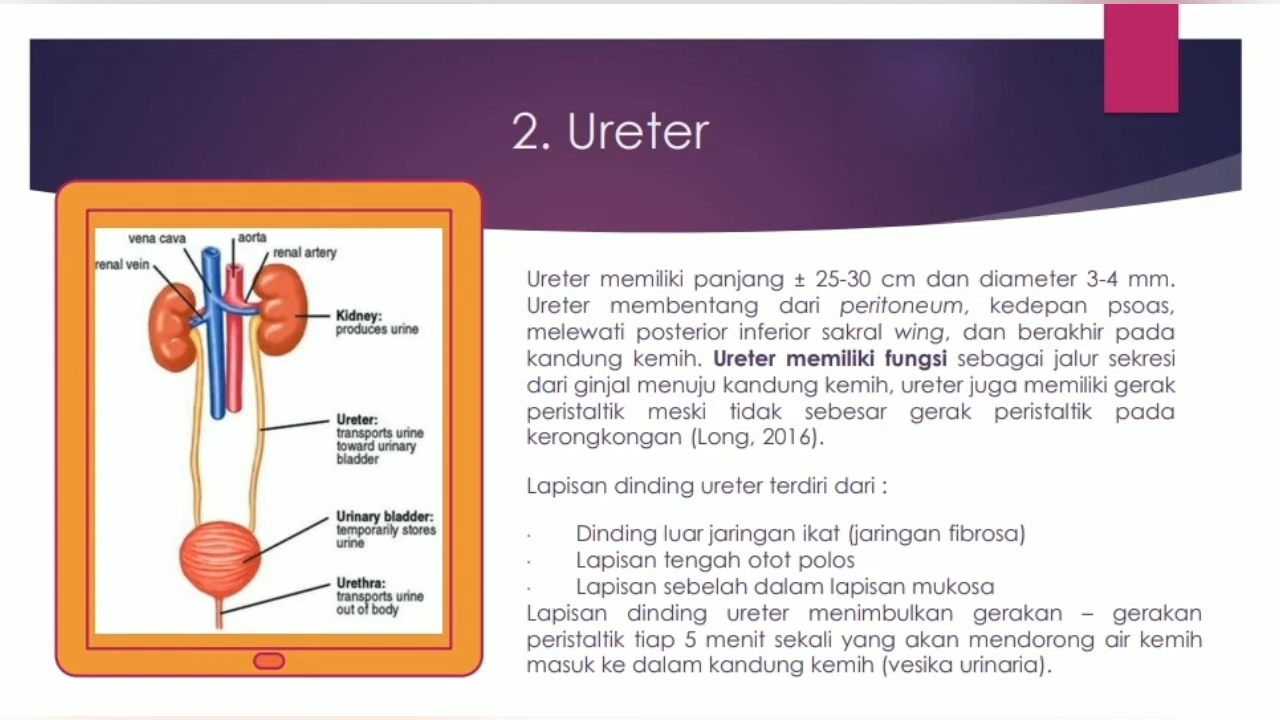 2. Ureter
vena cava
aorta
renal vein
renal artery
Kidney:
produces urine
Ureter:
transports urine
toward urinary
bladder
Urinary bladder:
temporarily stores
urine
Urethra:
transports urine
out of body
Ureter memiliki panjang ± 25-30 cm dan diameter 3-4 mm.
Ureter membentang dari peritoneum, kedepan psoas,
melewati posterior inferior sakral wing, dan berakhir pada
kandung kemih. Ureter memiliki fungsi sebagai jalur sekresi
dari ginjal menuju kandung kemih, ureter juga memiliki gerak
peristaltik meski tidak sebesar gerak peristaltik pada
kerongkongan (Long, 2016).
Lapisan dinding ureter terdiri dari :
· Dinding luar jaringan ikat (jaringan fibrosa)
· Lapisan tengah otot polos
· Lapisan sebelah dalam lapisan mukosa
Lapisan dinding ureter menimbulkan gerakan – gerakan
peristaltik tiap 5 menit sekali yang akan mendorong air kemih
masuk ke dalam kandung kemih (vesika urinaria).